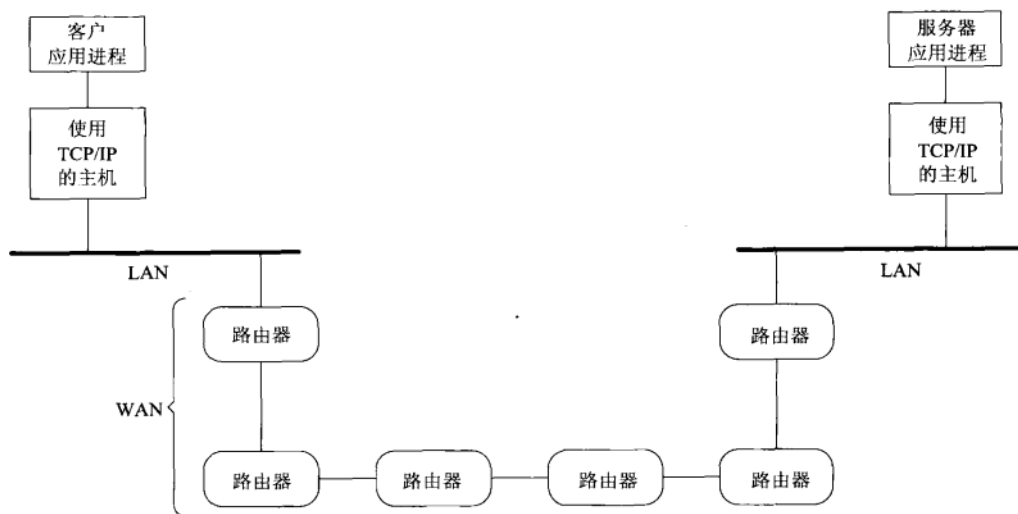 客户
应用进程
服务器
应用进程
使用
TCP/IP
的主机
使用
TCP/IP
的主机
LAN
LAN
路由器
路由器
WAN
路由器
路由器
路由器
路由器